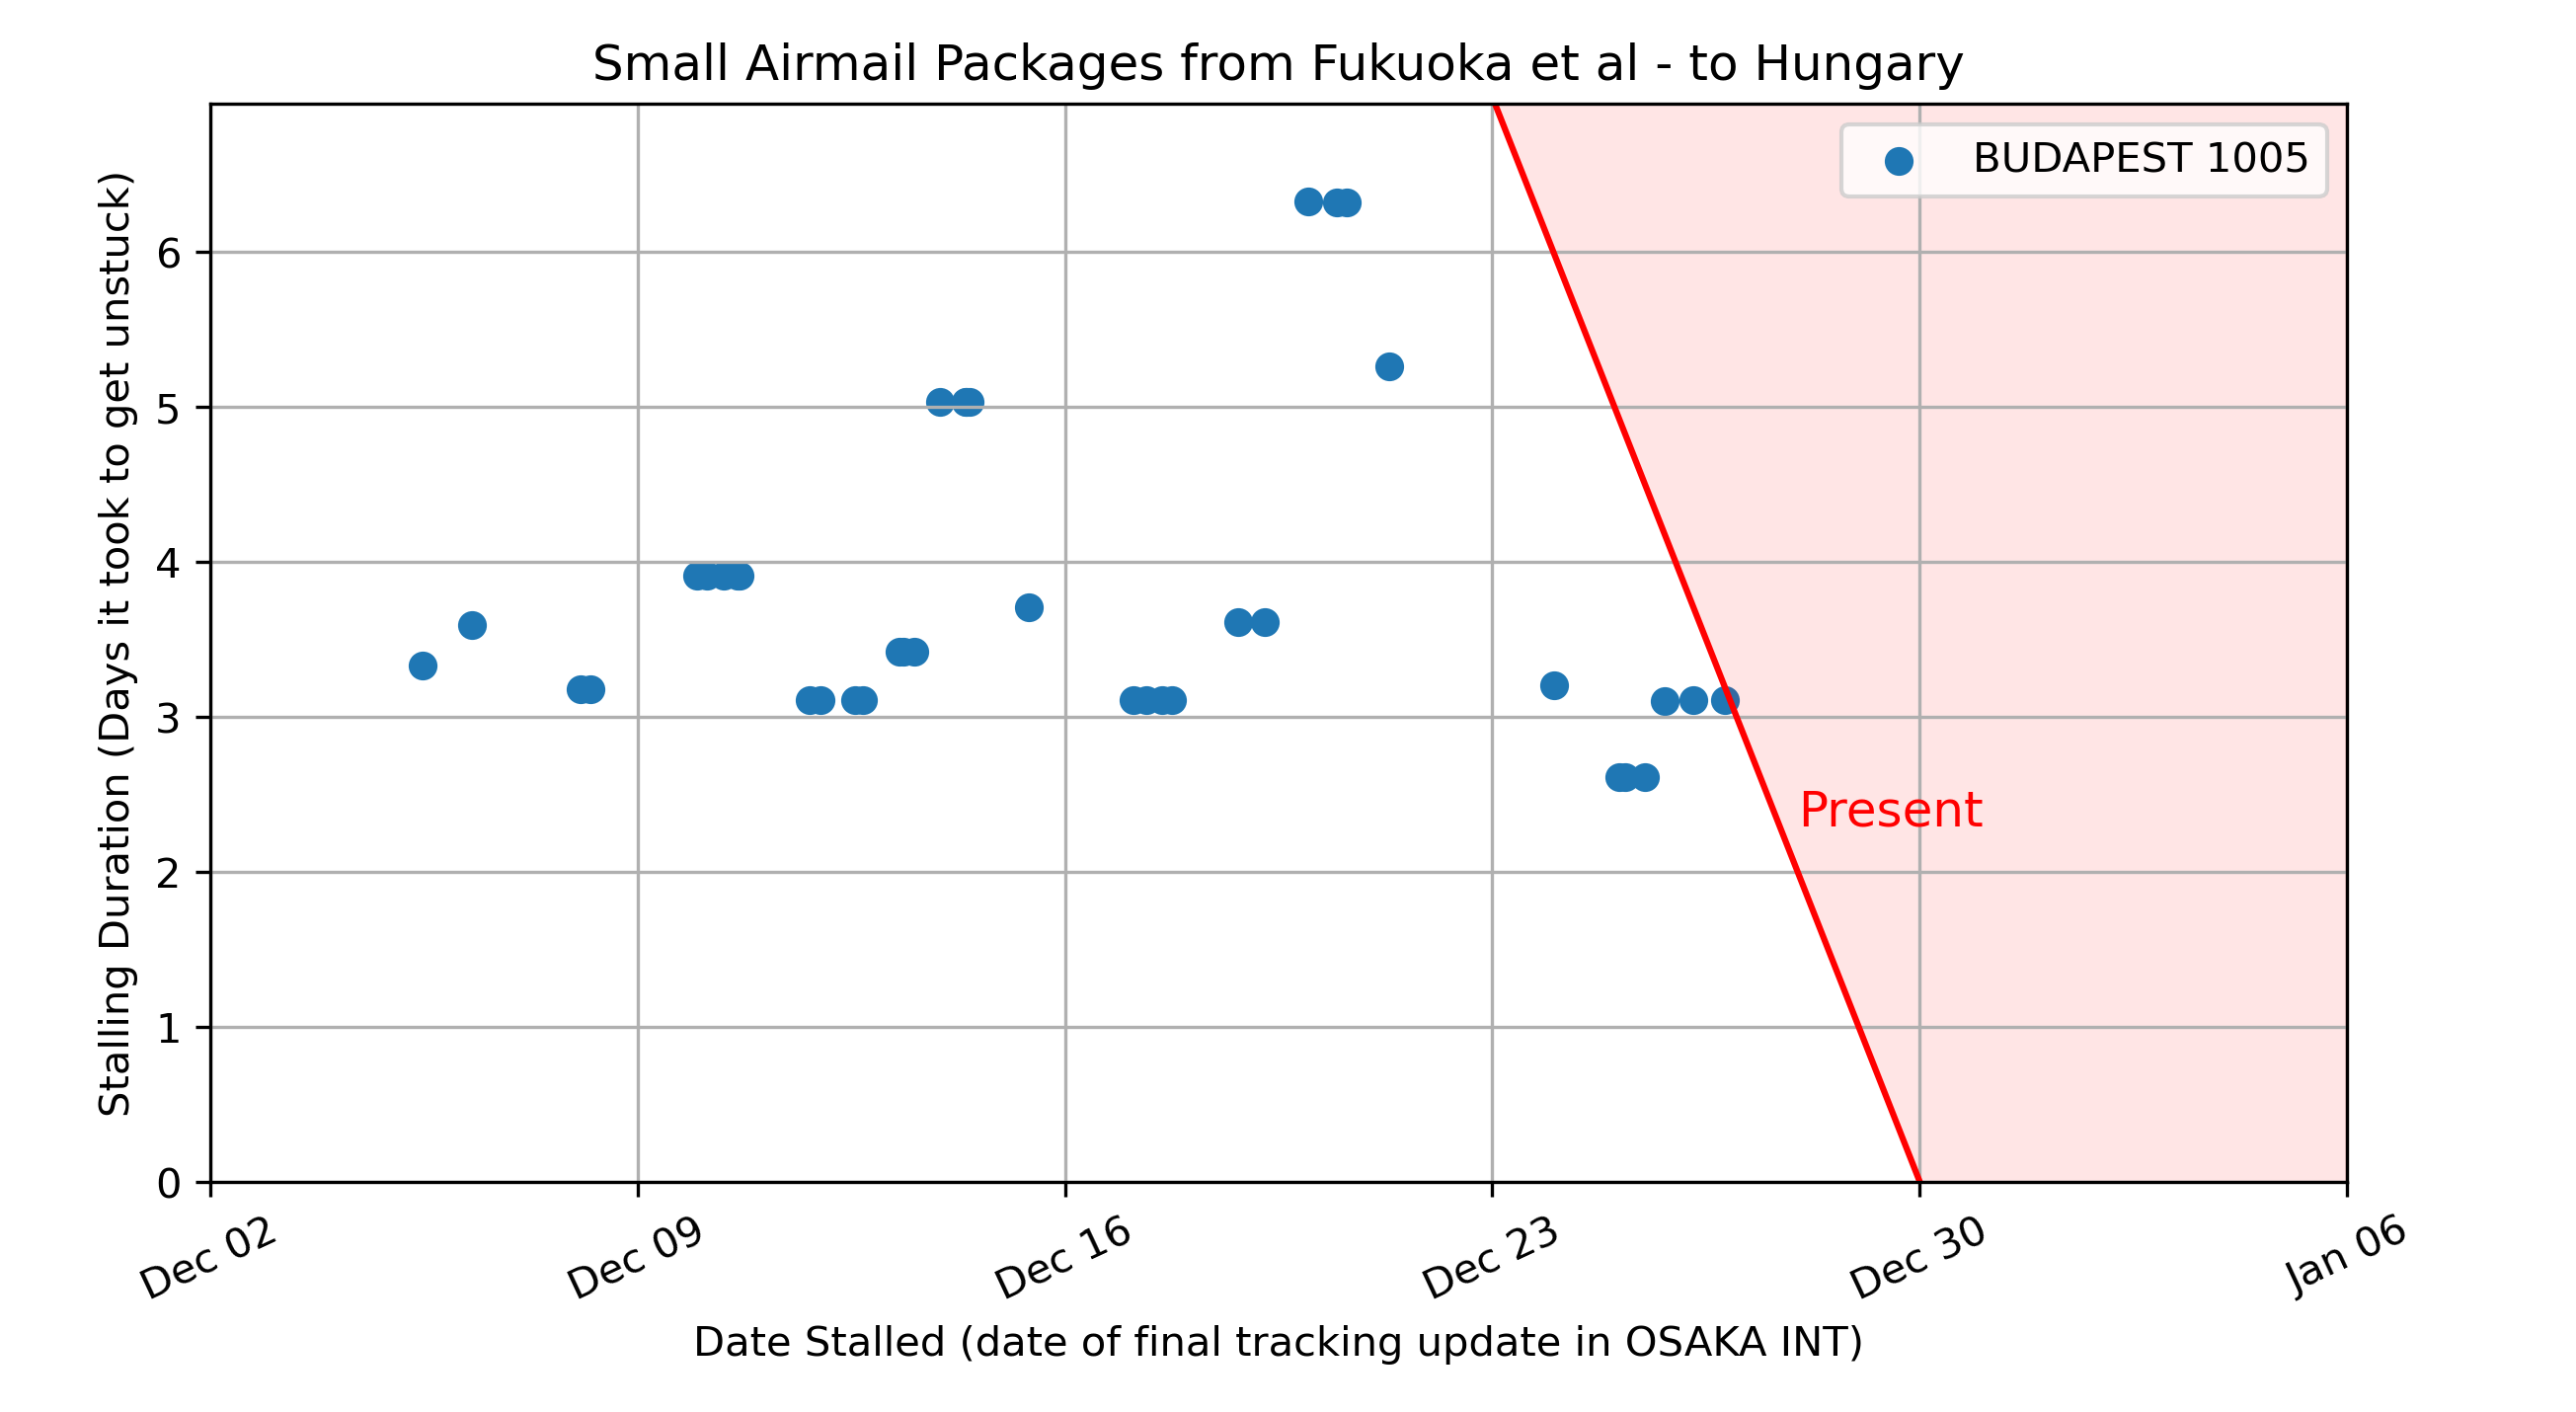 Small Airmail Packages from Fukuoka et al - to Hungary
BUDAPEST 1005
Stalling Duration (Days it took to get unstuck)
6
5
4
3
2
1
0
Present
Dec 02
Dec 09
Dec 16
Dec 23
Dec 30
Jan 06
Date Stalled (date of final tracking update in OSAKA INT)